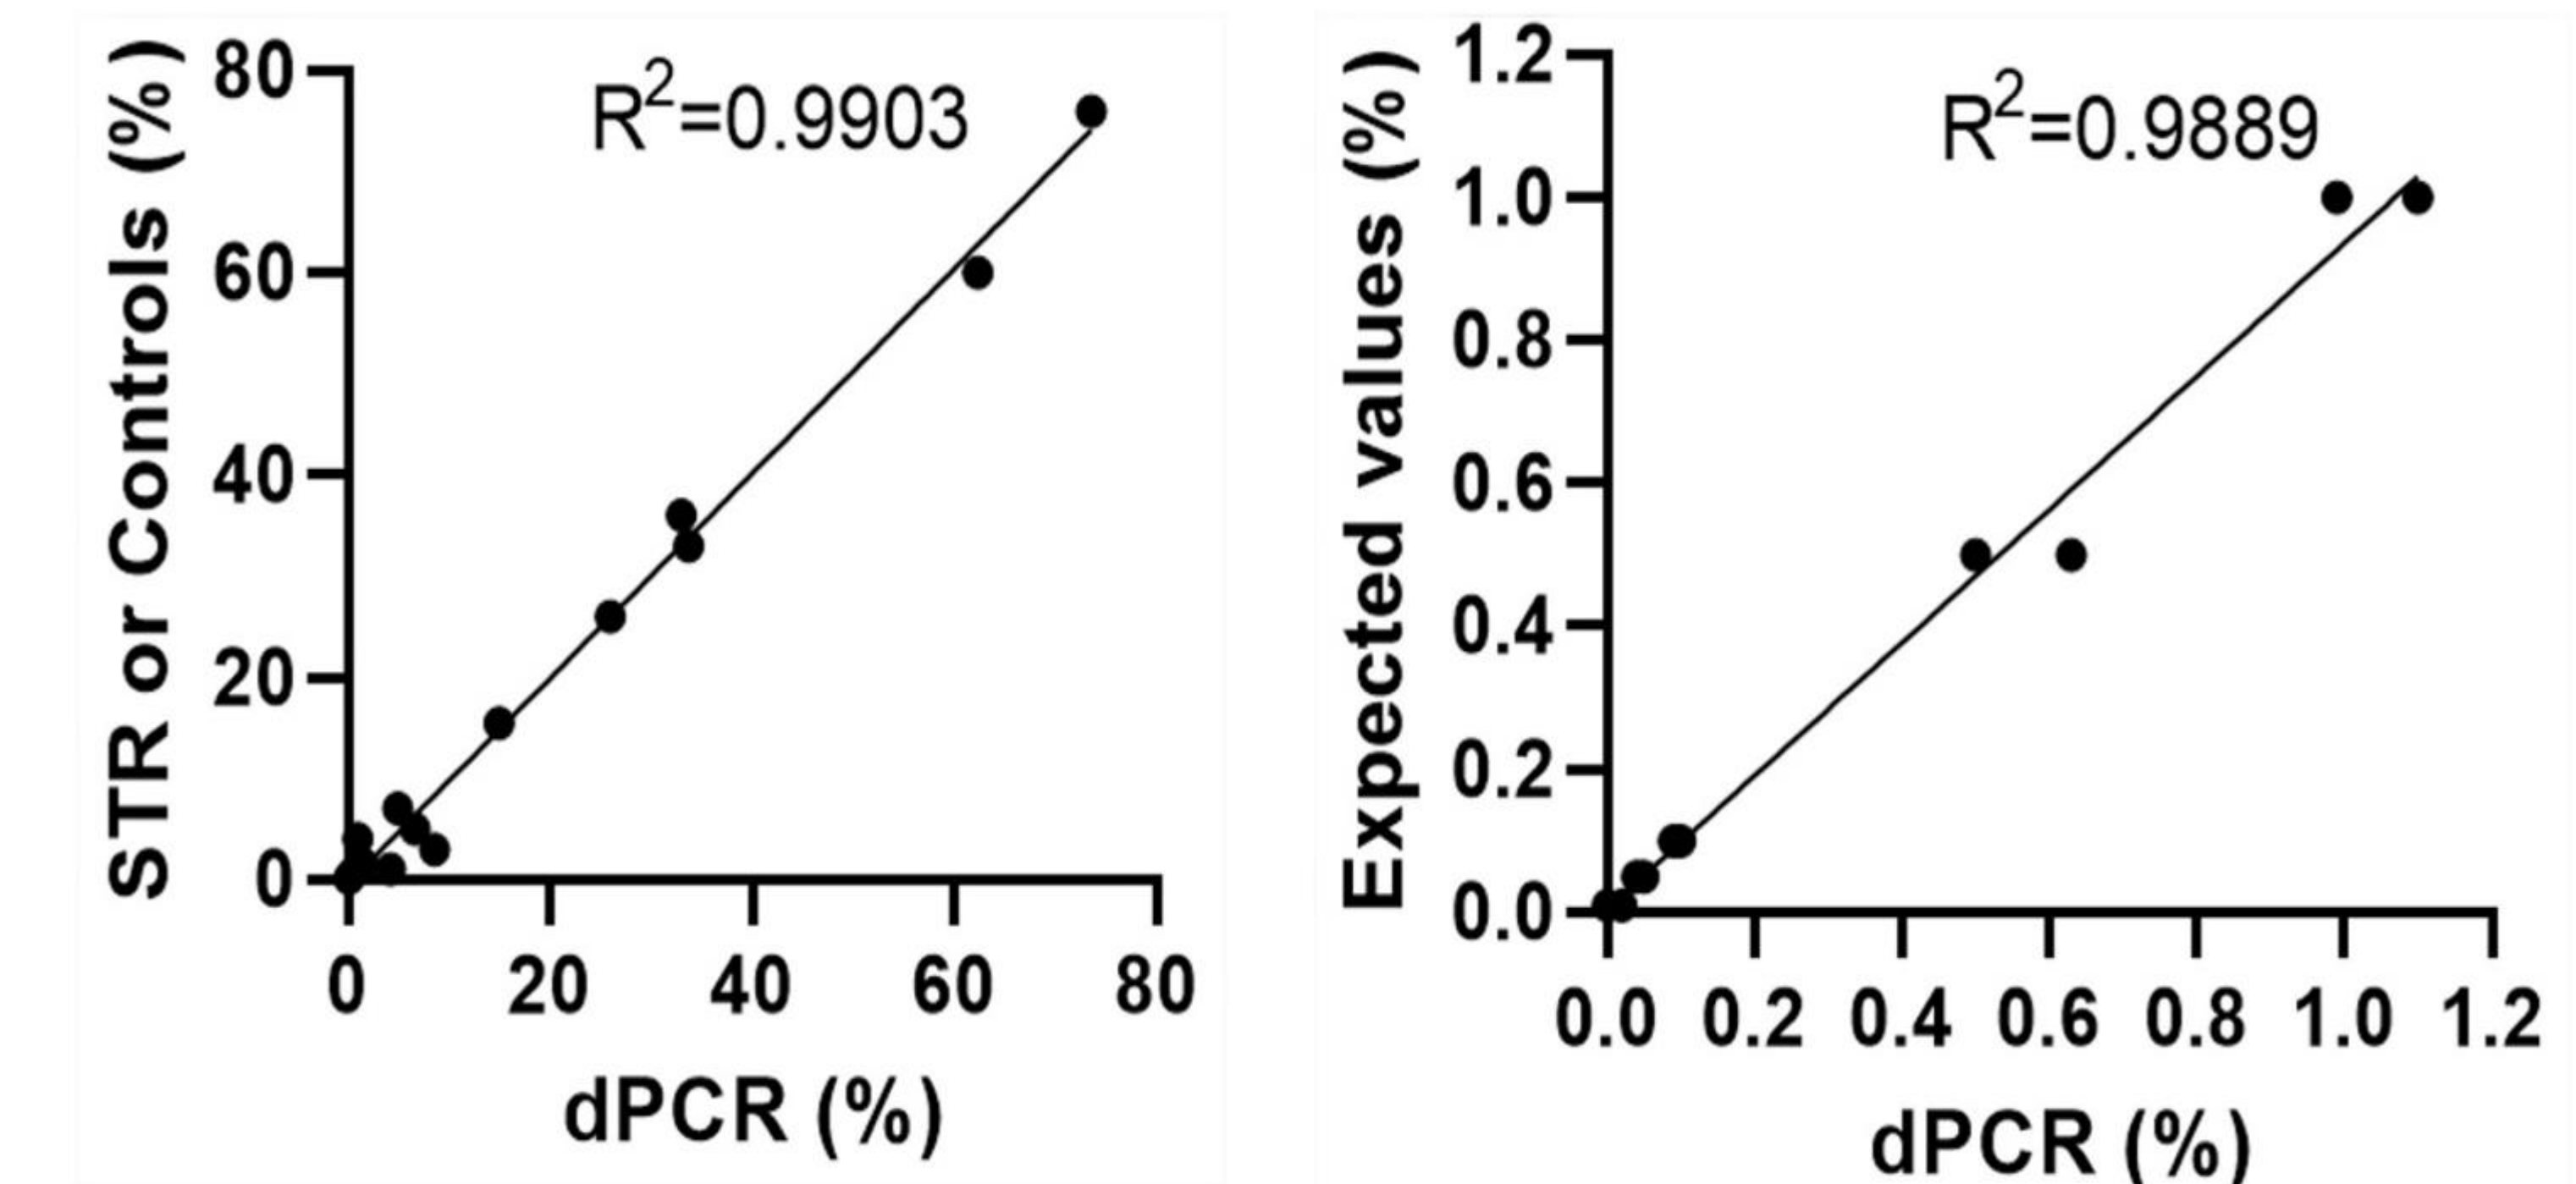 STR or Controls (%)
80
60
40
20
0
R²=0.9903
0 20 40 60 80
dPCR (%)
Expected values (%)
1.2
1.0
0.8
0.6
0.4
0.2
0.0
R²=0.9889
0.0 0.2 0.4 0.6 0.8 1.0 1.2
dPCR (%)